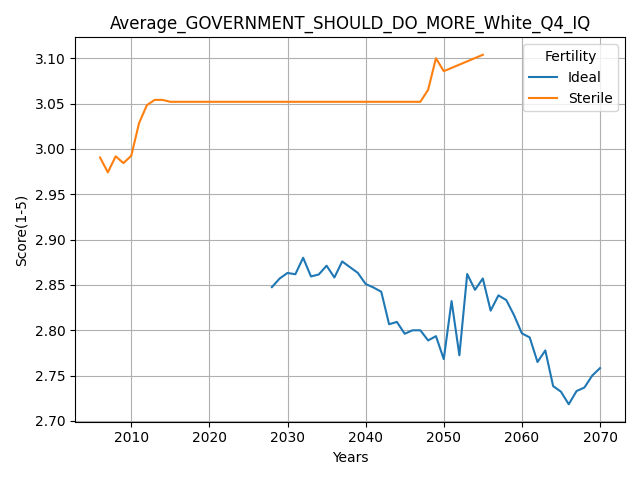 Average_GOVERNMENT_SHOULD_DO_MORE_White_Q4_IQ
Fertility
Ideal
Sterile
Score(1-5)
3.10
3.05
3.00
2.95
2.90
2.85
2.80
2.75
2.70
2010 2020 2030 2040 2050 2060 2070
Years